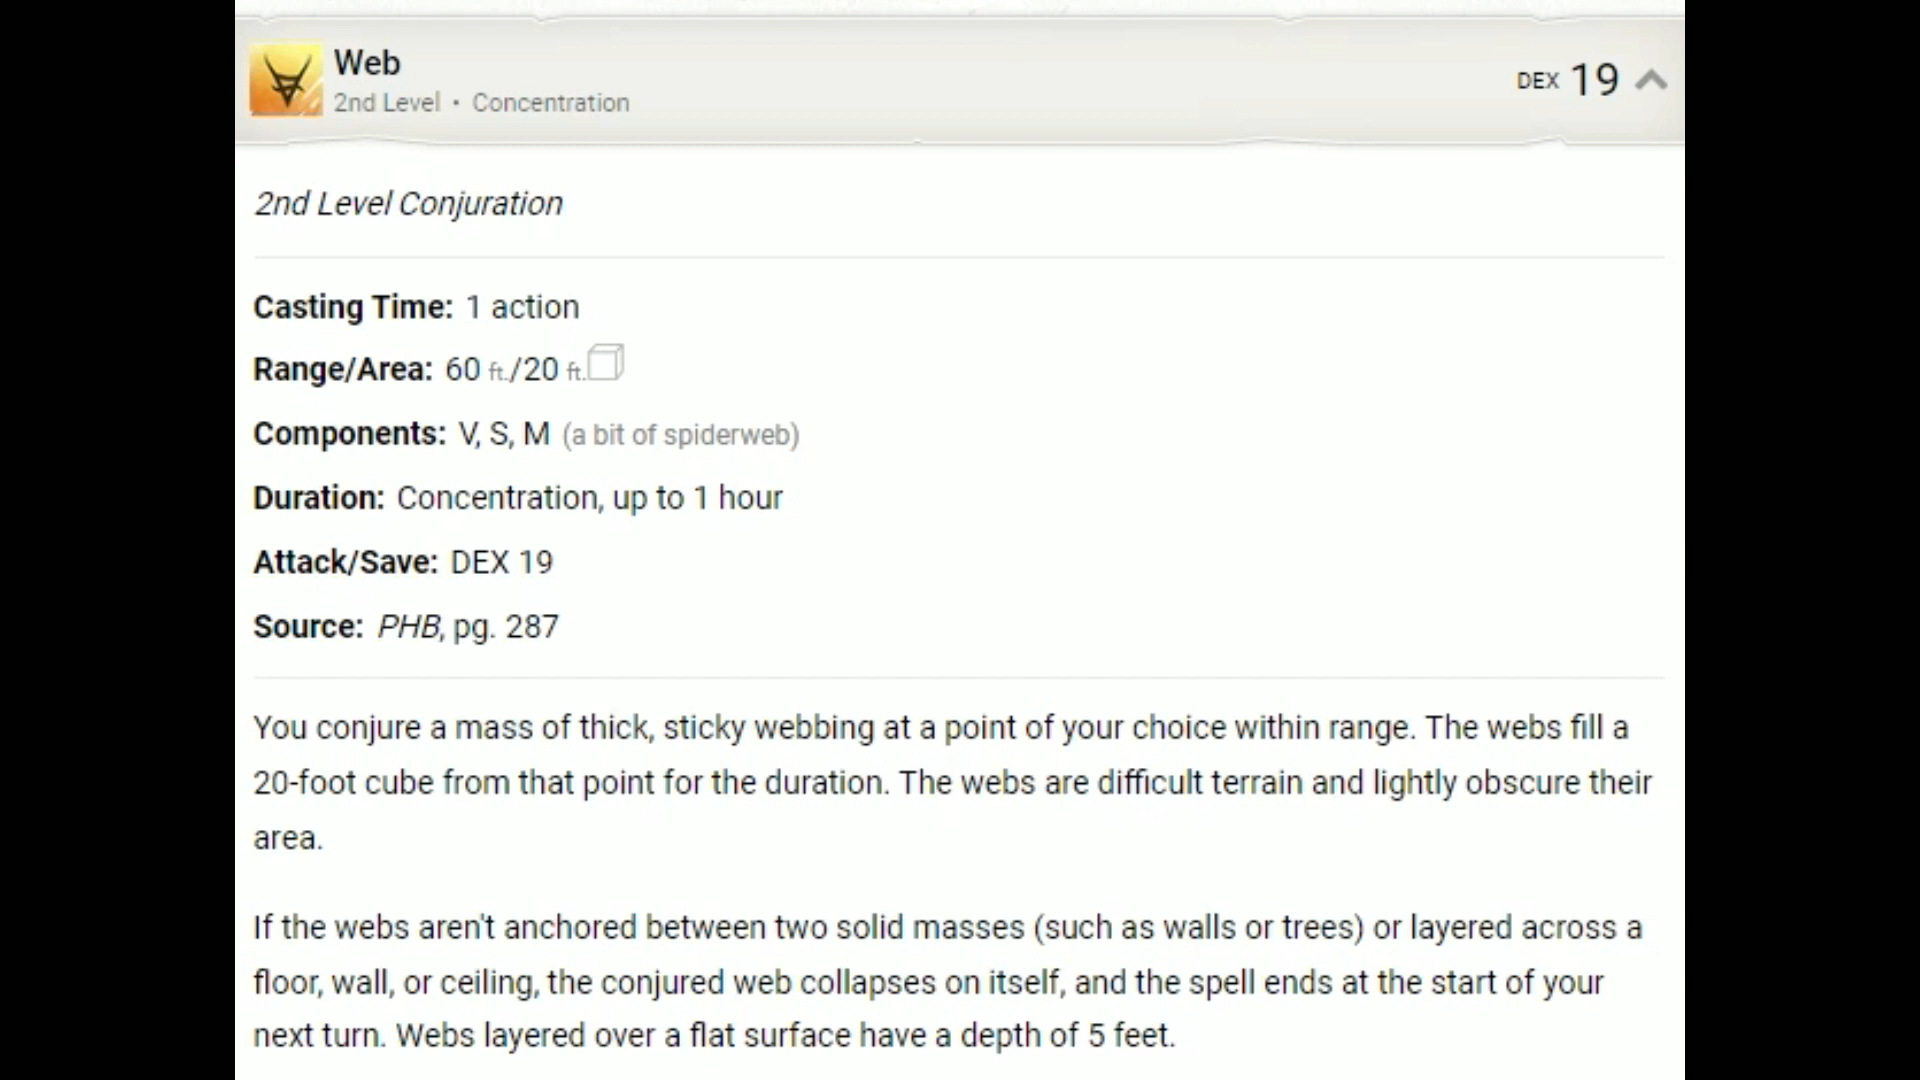 Web
2nd Level • Concentration
DEX 19
2nd Level Conjuration
Casting Time: 1 action
Range/Area: 60 ft./20 ft.
Components: V, S, M (a bit of spiderweb)
Duration: Concentration, up to 1 hour
Attack/Save: DEX 19
Source: PHB, pg. 287
You conjure a mass of thick, sticky webbing at a point of your choice within range. The webs fill a
20-foot cube from that point for the duration. The webs are difficult terrain and lightly obscure their
area.
If the webs aren't anchored between two solid masses (such as walls or trees) or layered across a
floor, wall, or ceiling, the conjured web collapses on itself, and the spell ends at the start of your
next turn. Webs layered over a flat surface have a depth of 5 feet.